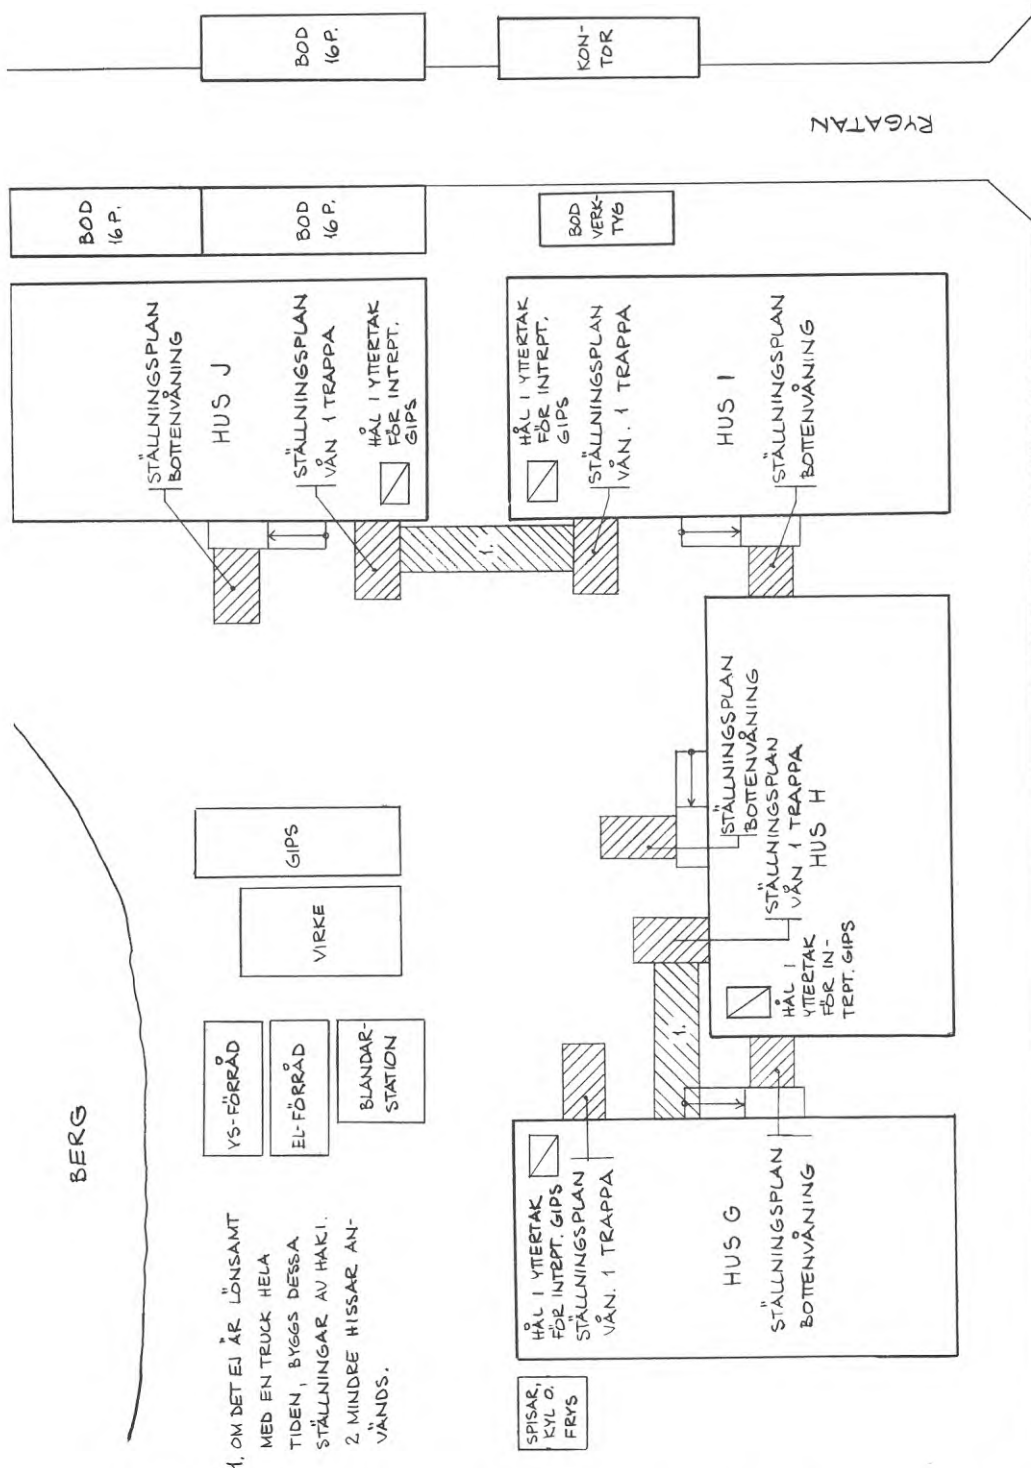 BOD
16 P.
KON-
TOR
RYGATAN
BOD
16 P.
BOD
16 P.
BOD
VERK-
TYG
STÄLLNINGSPLAN
BOTTENVÅNING
HUS J
STÄLLNINGSPLAN
VÅN 1 TRAPPA
HÅL I YTTERTAK
FÖR INTRPT.
GIPS
HÅL I YTTERTAK
FÖR INTRPT.
GIPS
STÄLLNINGSPLAN
VÅN. 1 TRAPPA
HUS I
STÄLLNINGSPLAN
BOTTENVÅNING
1.
STÄLLNINGSPLAN
BOTTENVÅNING
STÄLLNINGSPLAN
VÅN 1 TRAPPA
HUS H
HÅL I
YTTERTAK
FÖR IN-
TRPT. GIPS
1.
GIPS
VIRKE
VS-FÖRRÅD
EL-FÖRRÅD
BLANDAR-
STATION
BERG
HÅL I YTTERTAK
FÖR INTRPT. GIPS
STÄLLNINGSPLAN
VÅN. 1 TRAPPA
HUS G
STÄLLNINGSPLAN
BOTTENVÅNING
1. OM DET EJ ÄR LÖNSAMT
MED EN TRUCK HELA
TIDEN, BYGGS DESSA
STÄLLNINGAR AV HAKI.
2 MINDRE HISSAR AN-
VÄNDS.
SPISAR,
KYL O.
FRYS